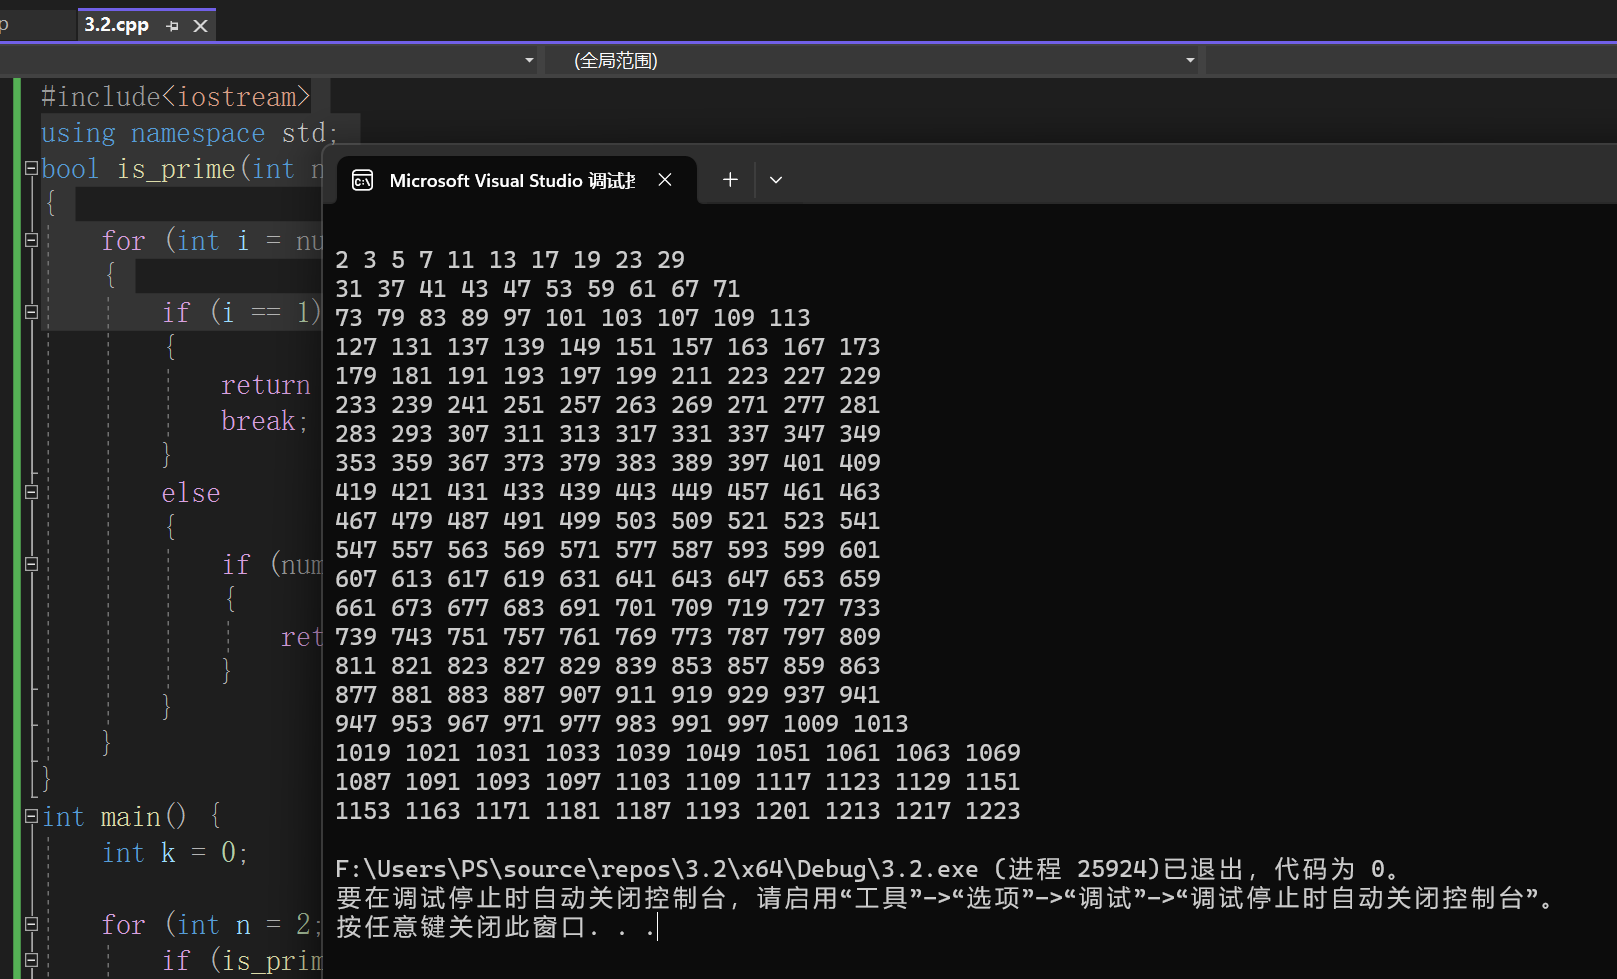 p
3.2.cpp
(全局范围)
#include<iostream>
using namespace std;
bool is_prime(int n
{
for (int i = nu
{
if (i == 1)
{
return
break;
}
else
{
if (num
{
ret
}
}
}
}
int main() {
int k = 0;
for (int n = 2;
if (is_prim
Microsoft Visual Studio 调试控
2 3 5 7 11 13 17 19 23 29
31 37 41 43 47 53 59 61 67 71
73 79 83 89 97 101 103 107 109 113
127 131 137 139 149 151 157 163 167 173
179 181 191 193 197 199 211 223 227 229
233 239 241 251 257 263 269 271 277 281
283 293 307 311 313 317 331 337 347 349
353 359 367 373 379 383 389 397 401 409
419 421 431 433 439 443 449 457 461 463
467 479 487 491 499 503 509 521 523 541
547 557 563 569 571 577 587 593 599 601
607 613 617 619 631 641 643 647 653 659
661 673 677 683 691 701 709 719 727 733
739 743 751 757 761 769 773 787 797 809
811 821 823 827 829 839 853 857 859 863
877 881 883 887 907 911 919 929 937 941
947 953 967 971 977 983 991 997 1009 1013
1019 1021 1031 1033 1039 1049 1051 1061 1063 1069
1087 1091 1093 1097 1103 1109 1117 1123 1129 1151
1153 1163 1171 1181 1187 1193 1201 1213 1217 1223
F:\Users\PS\source\repos\3.2\x64\Debug\3.2.exe (进程 25924)已退出，代码为 0。
要在调试停止时自动关闭控制台，请启用“工具”->“选项”->“调试”->“调试停止时自动关闭控制台”。
按任意键关闭此窗口. . .